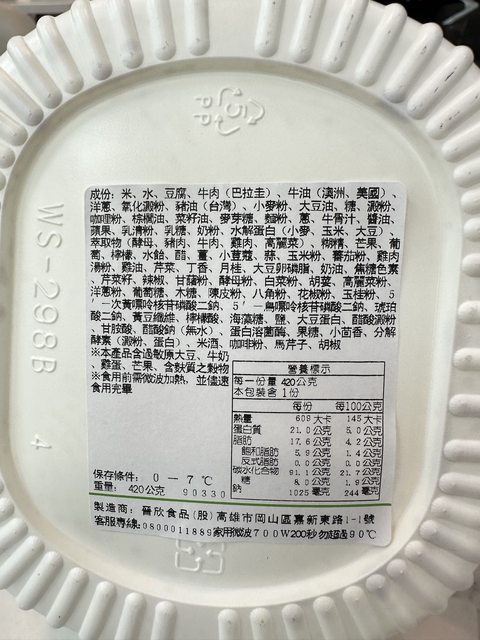 5
PP
WS-298B
4
成份: 米、水、豆腐、牛肉 (巴拉圭) 、牛油 (澳洲、美國) 、
洋蔥、氧化澱粉、豬油 (台灣) 、小麥粉、大豆油、糖、澱粉、
咖哩粉、棕櫚油、菜籽油、麥芽糖、麵粉、蔥、牛骨汁、醬油、
蘋果、乳清粉、乳糖、奶粉、水解蛋白 (小麥、玉米、大豆) 、
萃取物 (酵母、豬肉、牛肉、雞肉、高麗菜) 、糊精、芒果、葡
萄、檸檬、水飴、醋、薑、小荳蔻、蒜、玉米粉、蕃茄粉、雞肉
湯粉、雞油、芹菜、丁香、月桂、大豆卵磷脂、奶油、焦糖色素
、芹菜籽、辣椒、甘藷粉、酵母粉、白菜粉、胡荽、高麗菜粉、
洋蔥粉、葡萄糖、木糖、陳皮粉、八角粉、花椒粉、玉桂粉、5
'-次黃嘌呤核苷磷酸二鈉、5'-鳥嘌呤核苷磷酸二鈉、琥珀
酸二鈉、黃豆纖維、檸檬酸、海藻糖、鹽、大豆蛋白、醋酸澱粉
、甘胺酸、醋酸鈉 (無水) 、蛋白溶菌酶、果糖、小茴香、分解
酵素 (澱粉、蛋白) 、米酒、咖哩粉、馬芹子、胡椒
※本產品含過敏原大豆、牛奶
、雞蛋、芒果、含麩質之穀物
※食用前需微波加熱，並儘速
食用完畢
營養標示
每一份量 420公克
本包裝含 1份
每份 每100公克
熱量 609 大卡 145 大卡
蛋白質 21.0 公克 5.0 公克
脂肪 17.6 公克 4.2 公克
飽和脂肪 5.9 公克 1.4 公克
反式脂肪 0.0 公克 0.0 公克
碳水化合物 91.1 公克 21.7 公克
糖 8.0 公克 1.9 公克
鈉 1025 毫克 244 毫克
保存條件: 0-7℃
重量: 420公克 90330
製造商: 晉欣食品(股)高雄市岡山區嘉新東路1-1號
客服專線:0800011889家用微波700W200秒勿超過90℃